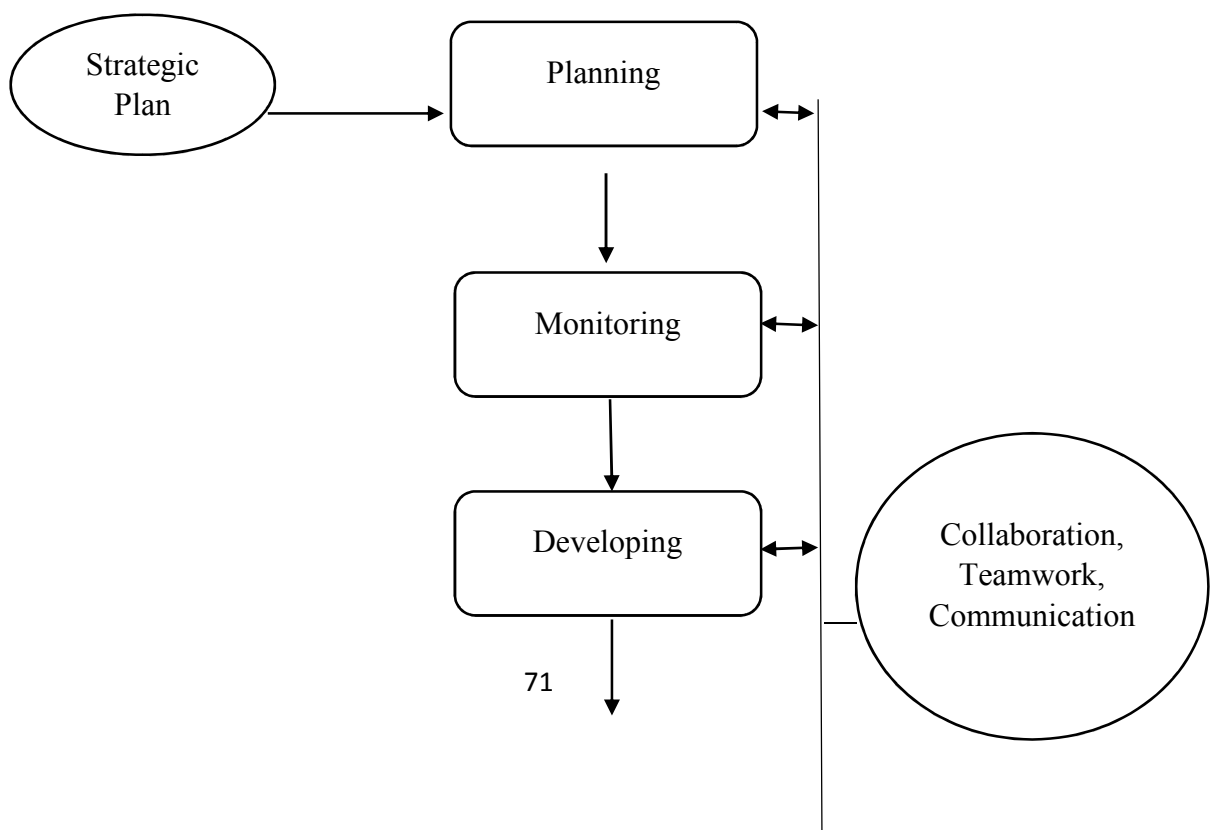 Strategic
Plan
Planning
Monitoring
Developing
Collaboration,
Teamwork,
Communication
71